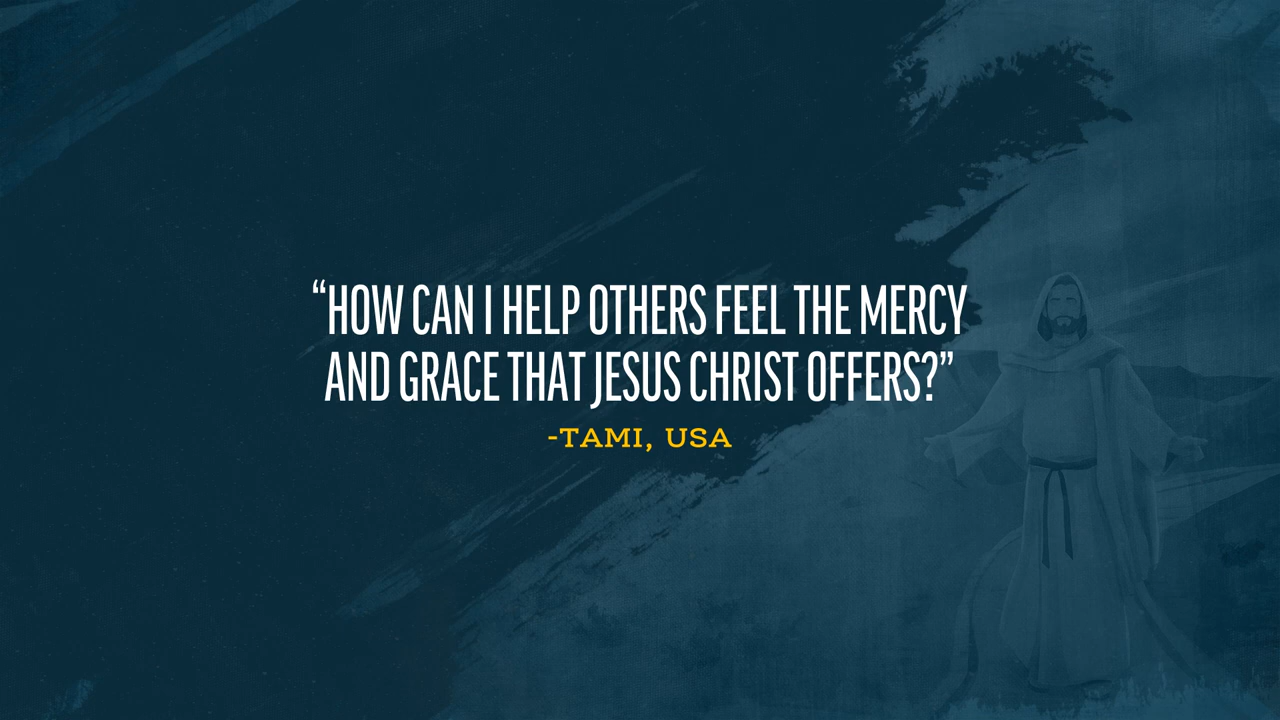 “HOW CAN I HELP OTHERS FEEL THE MERCY
AND GRACE THAT JESUS CHRIST OFFERS?”
-TAMI, USA